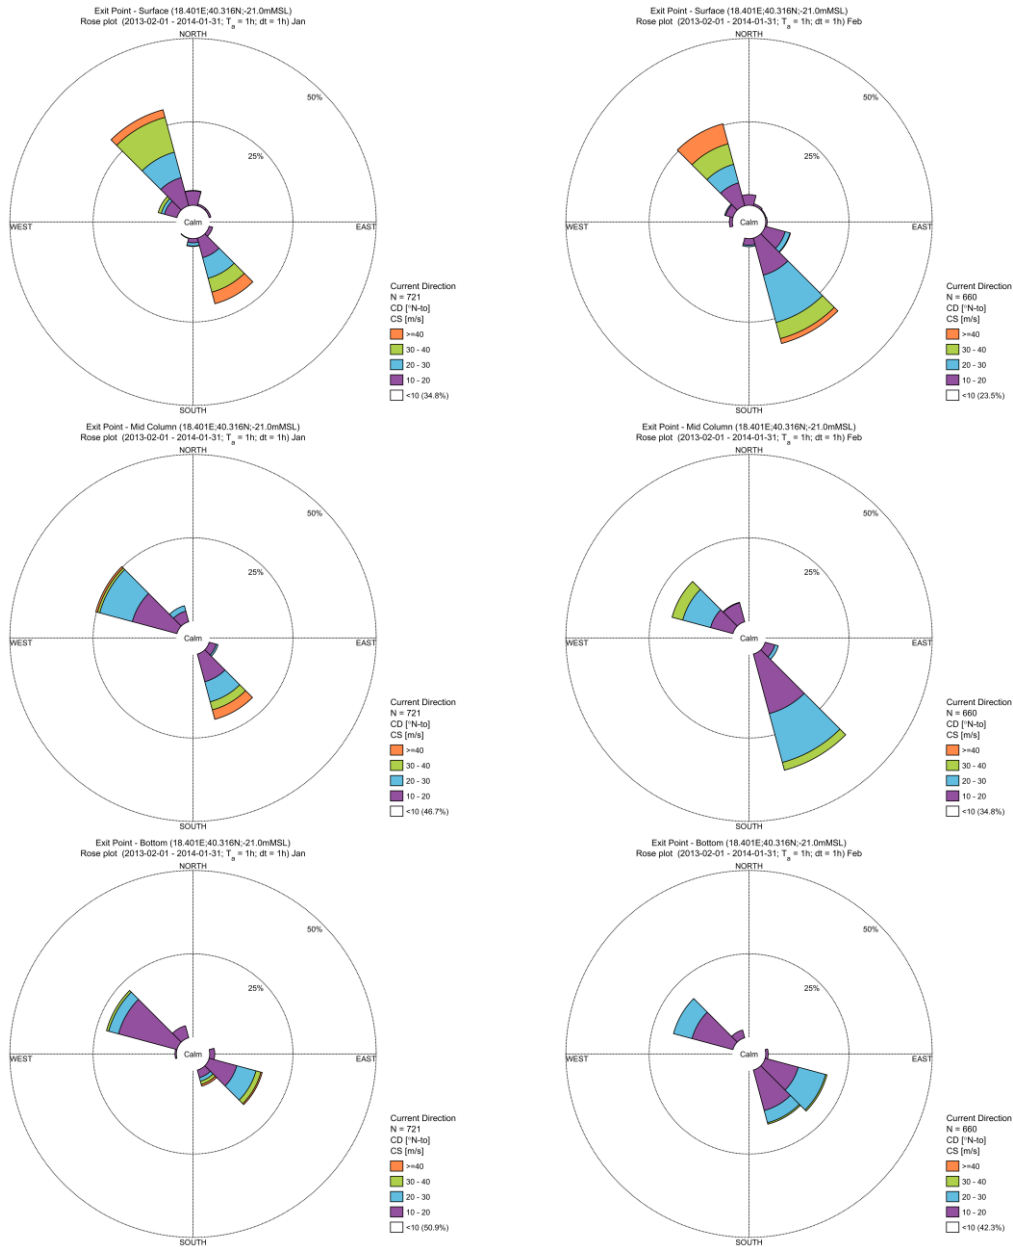 Exit Point - Surface (18.401E;40.316N;-21.0mMSL)
Rose plot (2013-02-01 - 2014-01-31; Ta = 1h; dt = 1h) Jan
NORTH
50%
25%
WEST
Calm
EAST
Current Direction
N = 721
CD [°N-to]
CS [m/s]
>=40
30 - 40
20 - 30
10 - 20
<10 (34.8%)
SOUTH
Exit Point - Surface (18.401E;40.316N;-21.0mMSL)
Rose plot (2013-02-01 - 2014-01-31; Ta = 1h; dt = 1h) Feb
NORTH
50%
25%
WEST
Calm
EAST
Current Direction
N = 660
CD [°N-to]
CS [m/s]
>=40
30 - 40
20 - 30
10 - 20
<10 (23.5%)
SOUTH
Exit Point - Mid Column (18.401E;40.316N;-21.0mMSL)
Rose plot (2013-02-01 - 2014-01-31; Ta = 1h; dt = 1h) Jan
NORTH
50%
25%
WEST
Calm
EAST
Current Direction
N = 721
CD [°N-to]
CS [m/s]
>=40
30 - 40
20 - 30
10 - 20
<10 (46.7%)
SOUTH
Exit Point - Mid Column (18.401E;40.316N;-21.0mMSL)
Rose plot (2013-02-01 - 2014-01-31; Ta = 1h; dt = 1h) Feb
NORTH
50%
25%
WEST
Calm
EAST
Current Direction
N = 660
CD [°N-to]
CS [m/s]
>=40
30 - 40
20 - 30
10 - 20
<10 (34.8%)
SOUTH
Exit Point - Bottom (18.401E;40.316N;-21.0mMSL)
Rose plot (2013-02-01 - 2014-01-31; Ta = 1h; dt = 1h) Jan
NORTH
50%
25%
WEST
Calm
EAST
Current Direction
N = 721
CD [°N-to]
CS [m/s]
>=40
30 - 40
20 - 30
10 - 20
<10 (50.9%)
SOUTH
Exit Point - Bottom (18.401E;40.316N;-21.0mMSL)
Rose plot (2013-02-01 - 2014-01-31; Ta = 1h; dt = 1h) Feb
NORTH
50%
25%
WEST
Calm
EAST
Current Direction
N = 660
CD [°N-to]
CS [m/s]
>=40
30 - 40
20 - 30
10 - 20
<10 (42.3%)
SOUTH